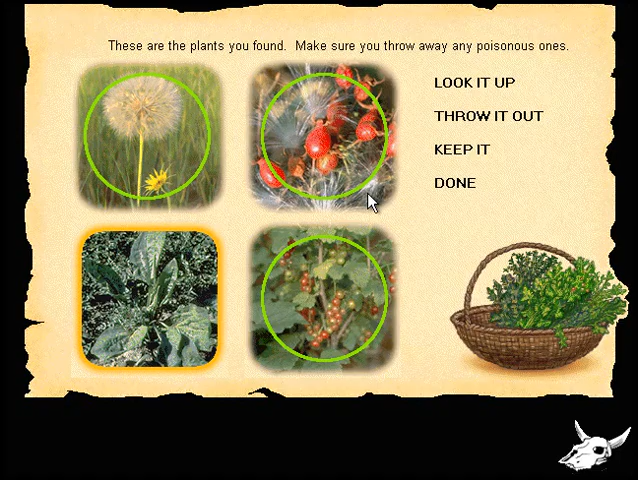 These are the plants you found.  Make sure you throw away any poisonous ones.
LOOK IT UP
THROW IT OUT
KEEP IT
DONE